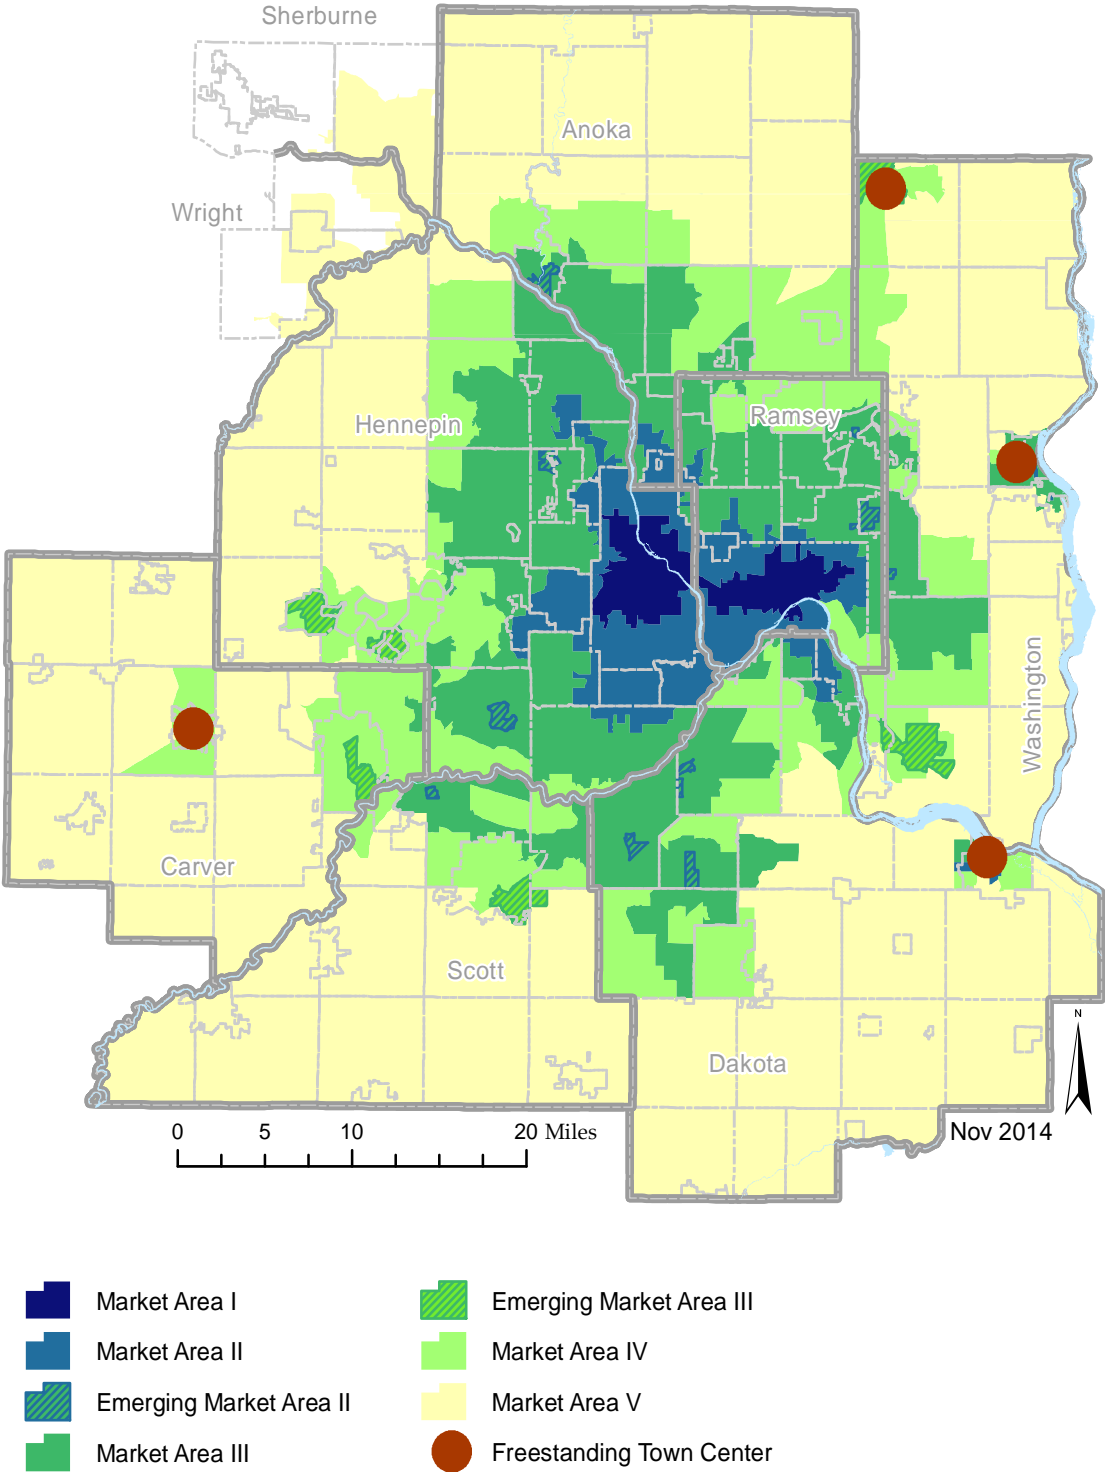 Sherburne
Anoka
Wright
Hennepin
Ramsey
Washington
Carver
Scott
Dakota
N
Nov 2014
0 5 10 20 Miles
Market Area I
Market Area II
Emerging Market Area II
Market Area III
Emerging Market Area III
Market Area IV
Market Area V
Freestanding Town Center